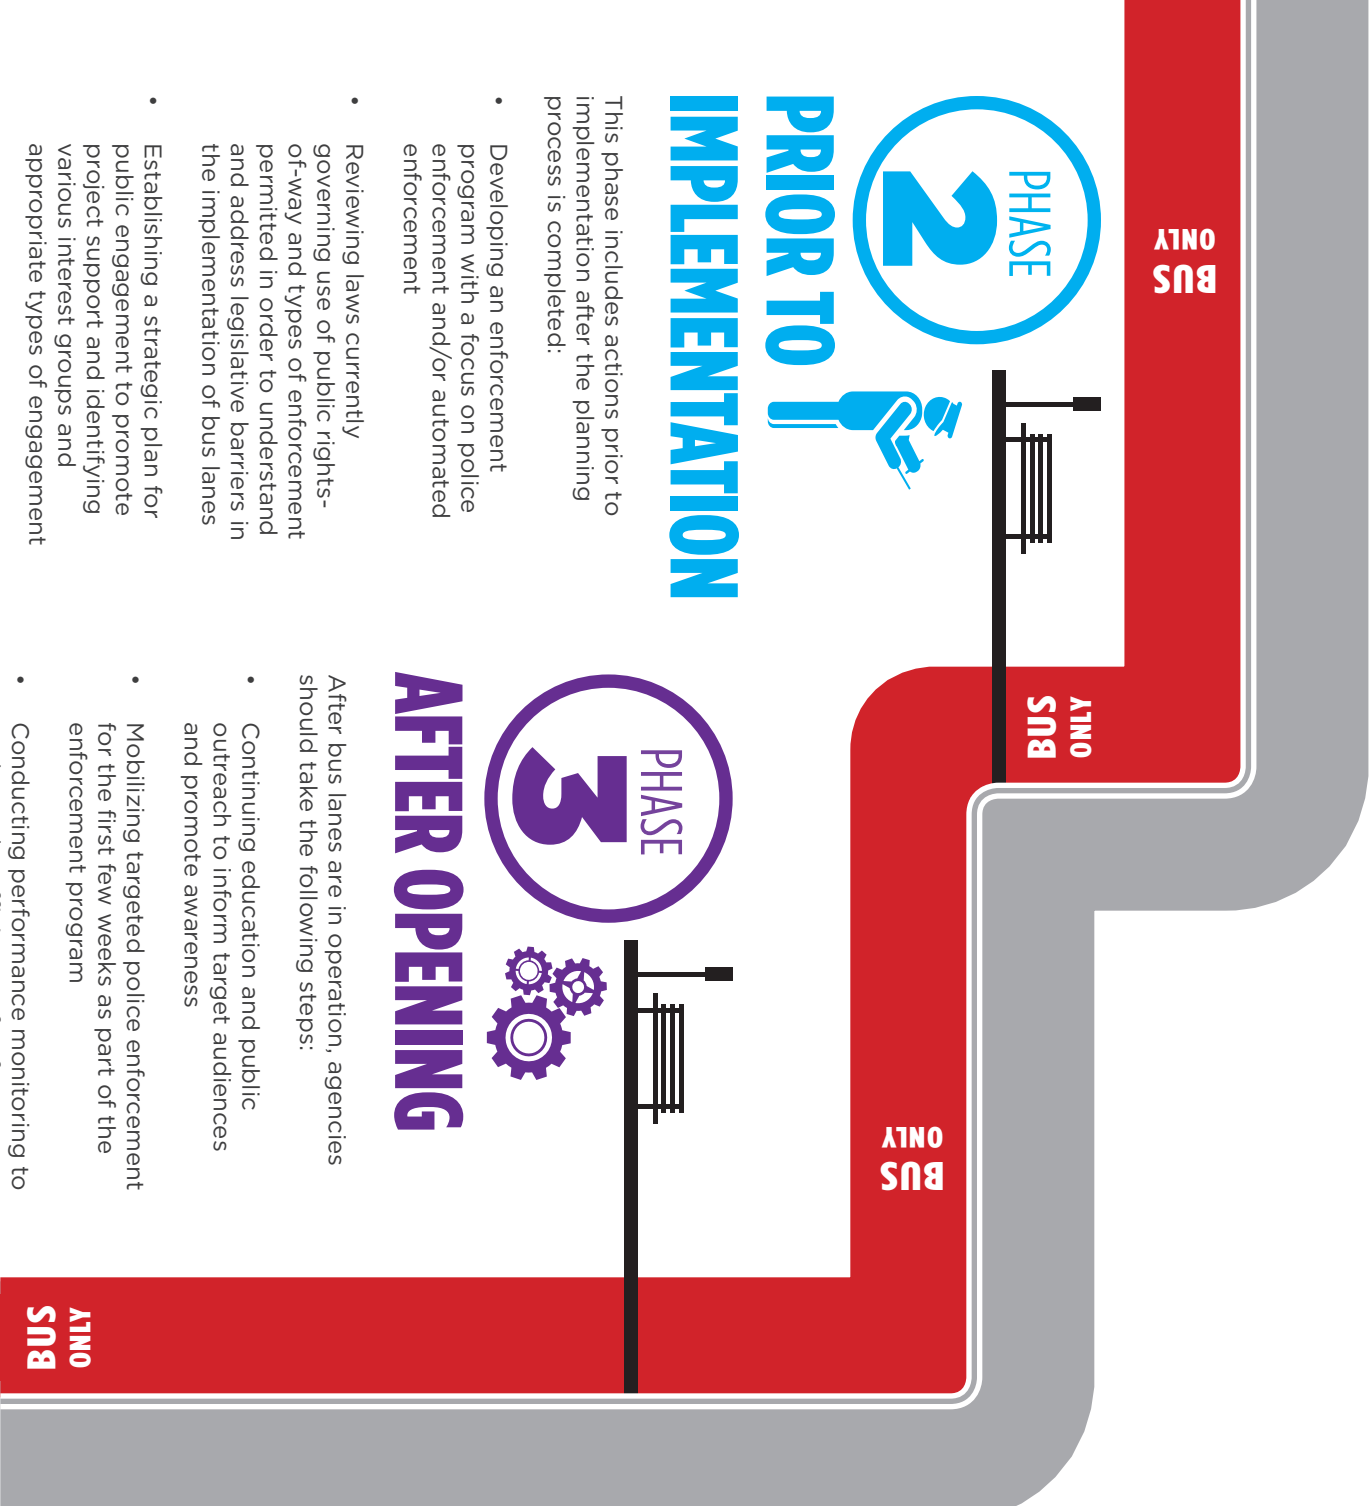 BUS
ONLY
PHASE
2
PRIOR TO
IMPLEMENTATION
This phase includes actions prior to
implementation after the planning
process is completed:
• Developing an enforcement
program with a focus on police
enforcement and/or automated
enforcement
• Reviewing laws currently
governing use of public rights-
of-way and types of enforcement
permitted in order to understand
and address legislative barriers in
the implementation of bus lanes
• Establishing a strategic plan for
public engagement to promote
project support and identifying
various interest groups and
appropriate types of engagement
ONLY
BUS
PHASE
3
AFTER OPENING
After bus lanes are in operation, agencies
should take the following steps:
• Continuing education and public
outreach to inform target audiences
and promote awareness
• Mobilizing targeted police enforcement
for the first few weeks as part of the
enforcement program
• Conducting performance monitoring to
BUS
ONLY
ONLY
BUS